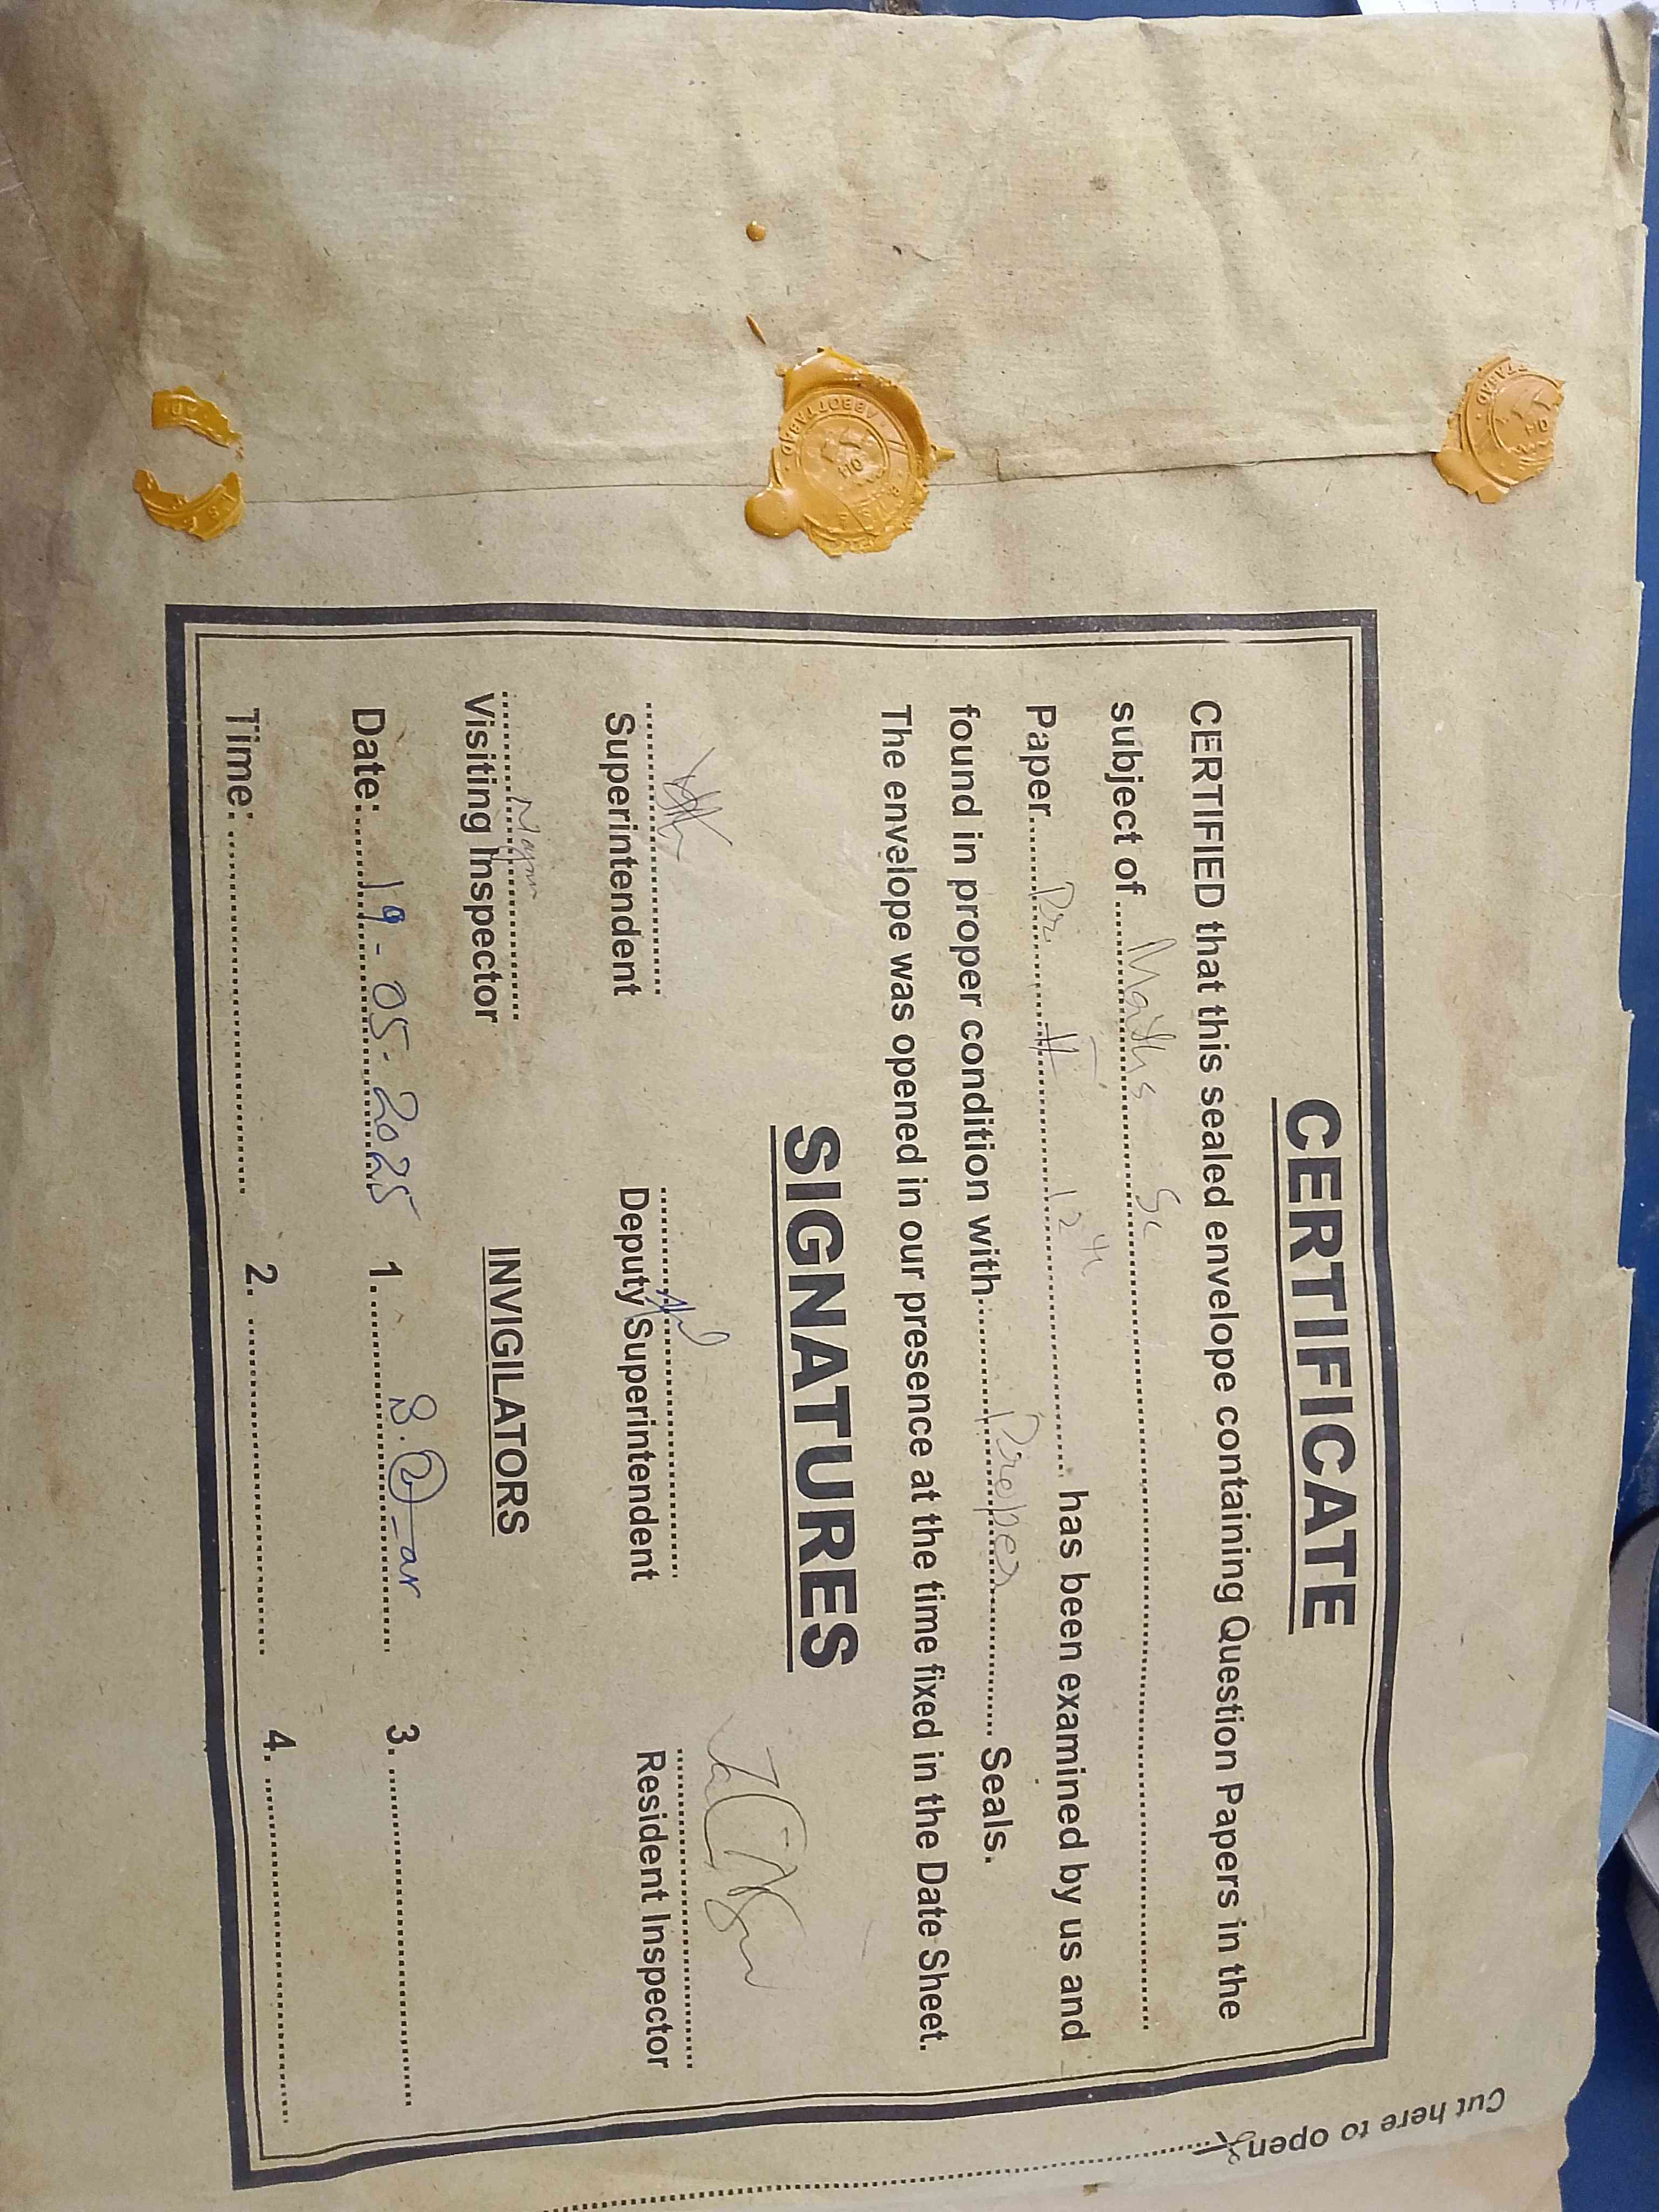 CERTIFICATE
CERTIFIED that this sealed envelope containing Question Papers in the
subject of Maths Sc
Paper Pr II 12th has been examined by us and
found in proper condition with Proper Seals.
The envelope was opened in our presence at the time fixed in the Date Sheet.
SIGNATURES
Superintendent Deputy Superintendent Resident Inspector
Visiting Inspector INVIGILATORS
Date: 19-05-2025 1. 3.
Time: 2. 4.
Cut here to open
ABBOTTABAD